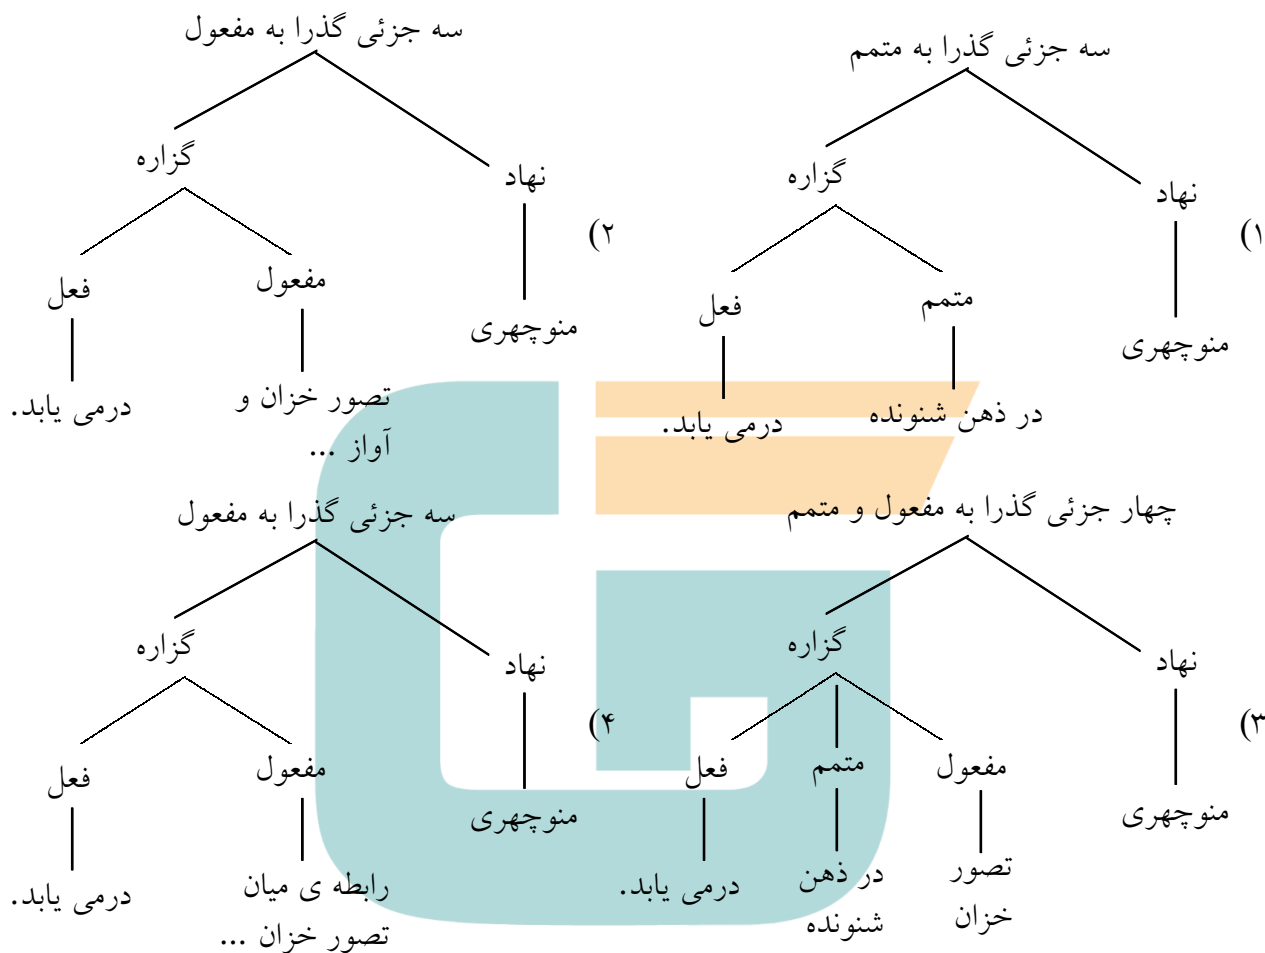 سه جزئی گذرا به متمم
گزاره
نهاد
۱)
متمم
فعل
منوچهری
در ذهن شنونده
درمی یابد.
سه جزئی گذرا به مفعول
گزاره
نهاد
۲)
مفعول
فعل
منوچهری
تصور خزان و
آواز ...
درمی یابد.
چهار جزئی گذرا به مفعول و متمم
گزاره
نهاد
۳)
مفعول
متمم
فعل
منوچهری
تصور
خزان
در ذهن
شنونده
درمی یابد.
سه جزئی گذرا به مفعول
گزاره
نهاد
۴)
مفعول
فعل
منوچهری
رابطه ی میان
تصور خزان ...
درمی یابد.